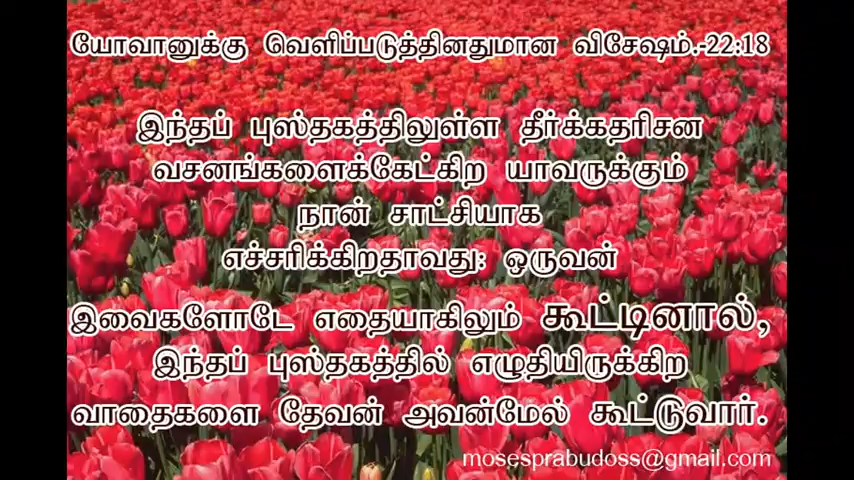 யோவானுக்கு வெளிப்படுத்தினதுமான விசேஷம்.-22:18
இந்தப் புஸ்தகத்திலுள்ள தீர்க்கதரிசன
வசனங்களைக்கேட்கிற யாவருக்கும்
நான் சாட்சியாக
எச்சரிக்கிறதாவது: ஒருவன்
இவைகளோடே எதையாகிலும் கூட்டினால்,
இந்தப் புஸ்தகத்தில் எழுதியிருக்கிற
வாதைகளை தேவன் அவன்மேல் கூட்டுவார்.
mosesprabudoss@gmail.com